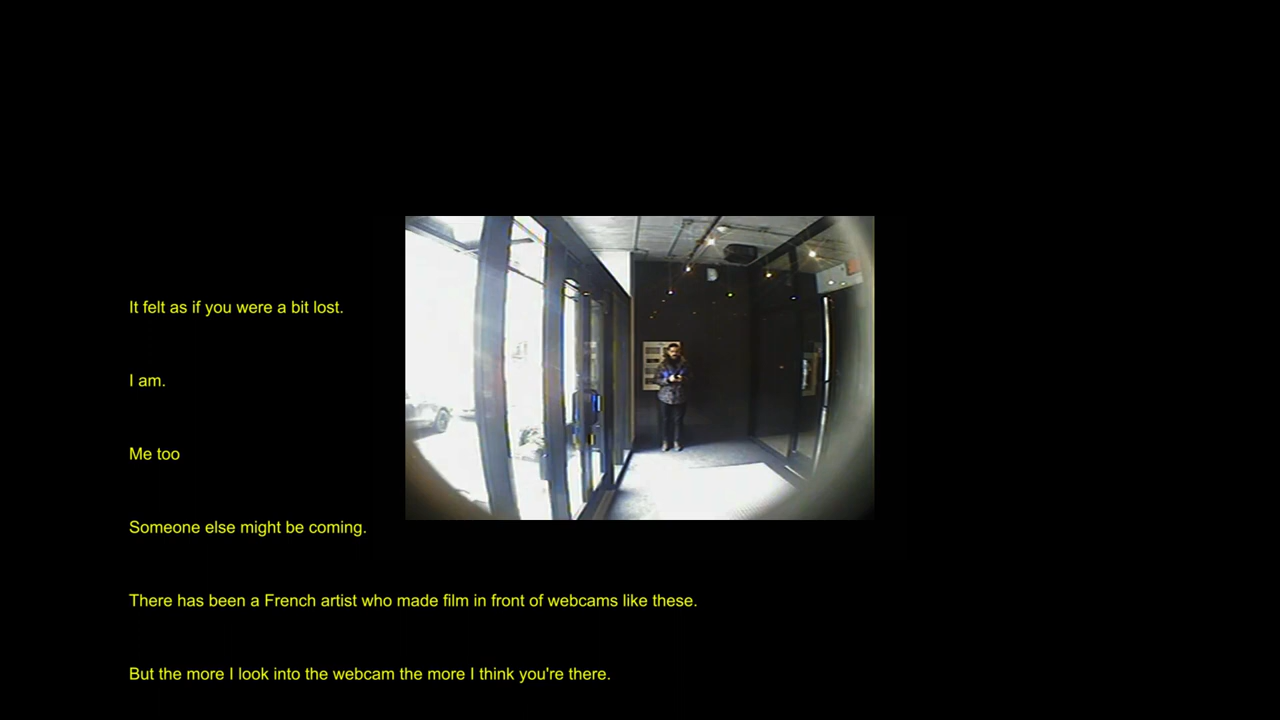 It felt as if you were a bit lost.
I am.
Me too
Someone else might be coming.
There has been a French artist who made film in front of webcams like these.
But the more I look into the webcam the more I think you're there.